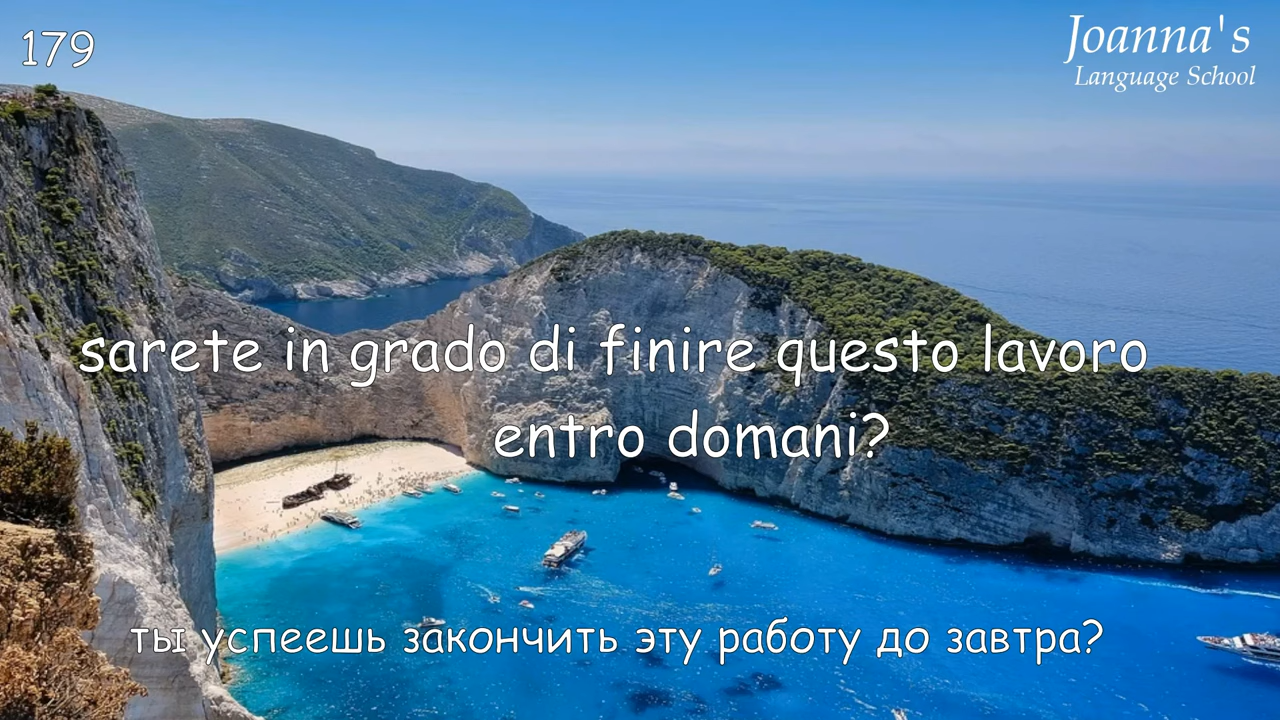 179
Joanna's
Language School
sarete in grado di finire questo lavoro
entro domani?
ты успеешь закончить эту работу до завтра?